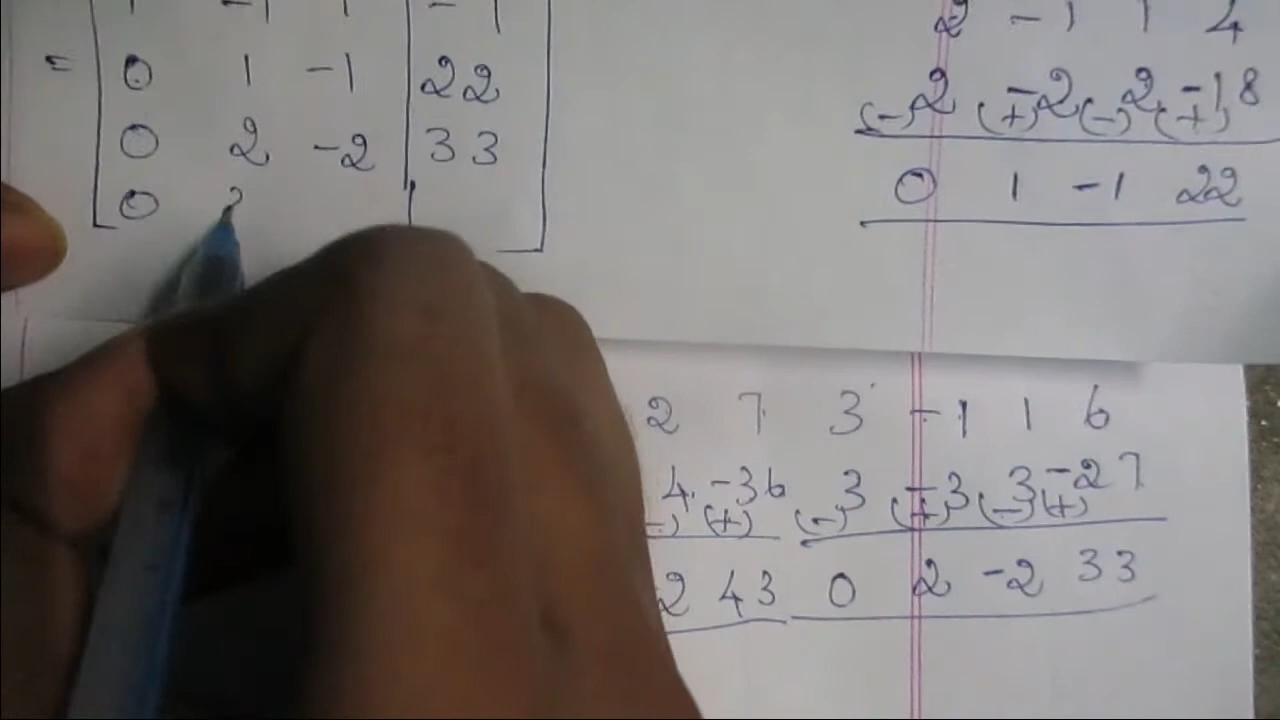 2 -1 1 4
= 0 1 -1 22
2 -2 2 -18
(-) (+) (-) (+)
0 2 -2 33
0 1 -1 22
0
2 7 3 -1 1 6
4 -36 3 -3 3 -27
(-) (+) (-) (+) (-) (+)
2 43 0 2 -2 33